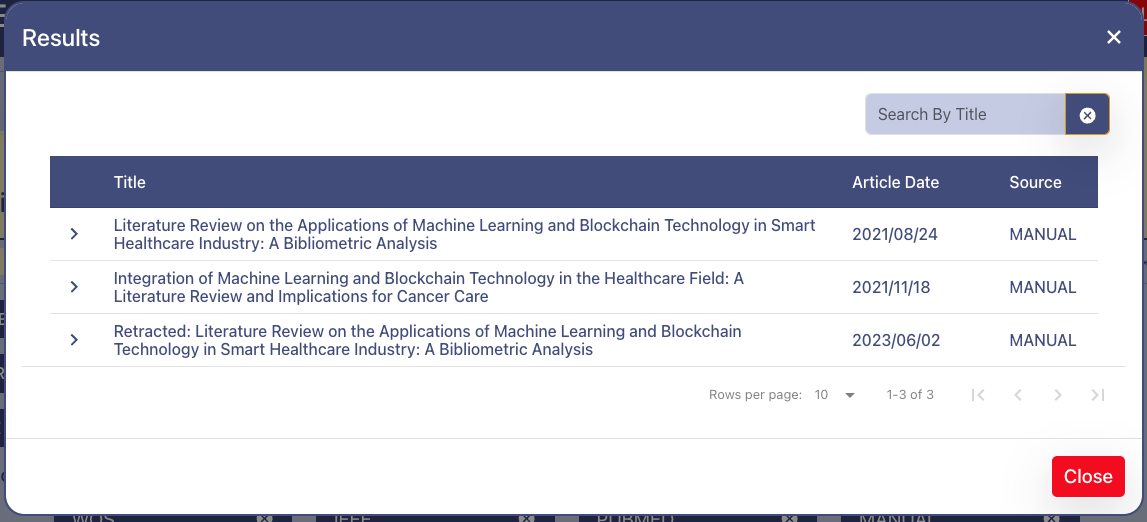 Results
Search By Title
Title Article Date Source
Literature Review on the Applications of Machine Learning and Blockchain Technology in Smart
Healthcare Industry: A Bibliometric Analysis
2021/08/24 MANUAL
Integration of Machine Learning and Blockchain Technology in the Healthcare Field: A
Literature Review and Implications for Cancer Care
2021/11/18 MANUAL
Retracted: Literature Review on the Applications of Machine Learning and Blockchain
Technology in Smart Healthcare Industry: A Bibliometric Analysis
2023/06/02 MANUAL
Rows per page: 10 1-3 of 3
Close
WOS IEEE PUBMED MANUAL